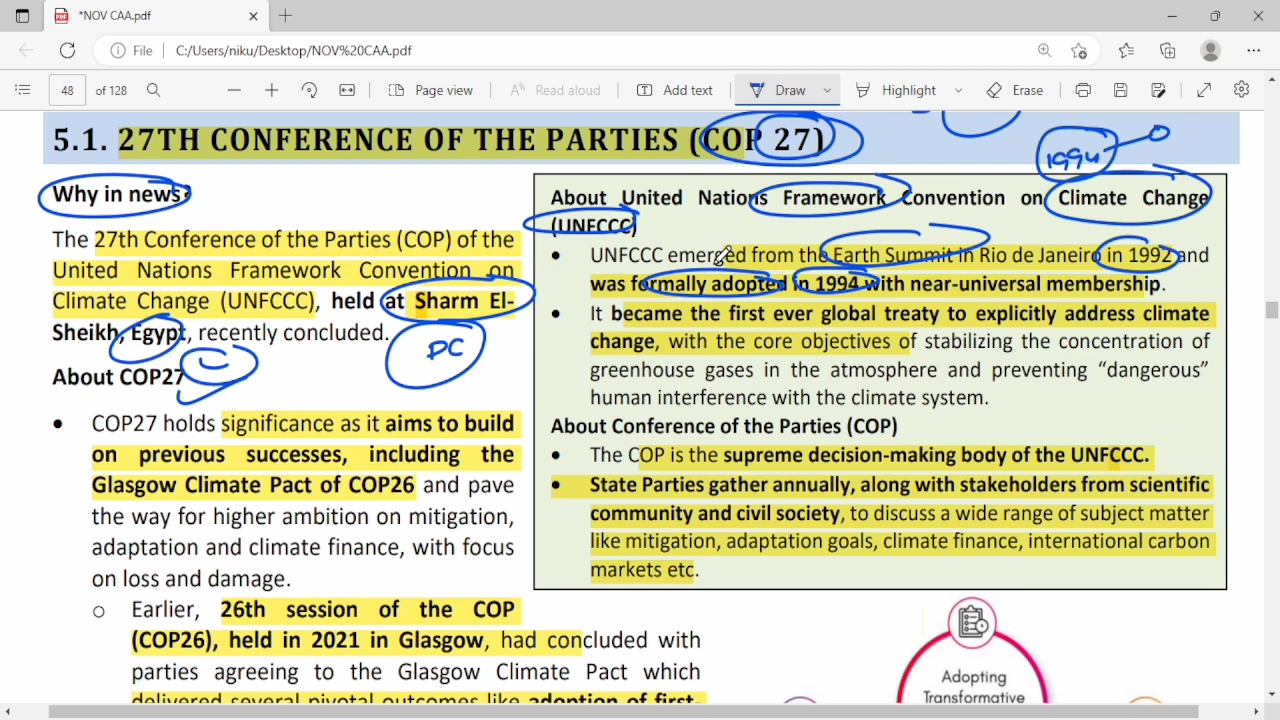 *NOV CAA.pdf
File
C:/Users/niku/Desktop/NOV%20CAA.pdf
48 of 128
Page view
Read aloud
Add text
Draw
Highlight
Erase
5.1. 27TH CONFERENCE OF THE PARTIES (COP 27)
1994
Why in news?
The 27th Conference of the Parties (COP) of the
United Nations Framework Convention on
Climate Change (UNFCCC), held at Sharm El-
Sheikh, Egypt, recently concluded.
PC
About COP27
• COP27 holds significance as it aims to build
on previous successes, including the
Glasgow Climate Pact of COP26 and pave
the way for higher ambition on mitigation,
adaptation and climate finance, with focus
on loss and damage.
o Earlier, 26th session of the COP
(COP26), held in 2021 in Glasgow, had concluded with
parties agreeing to the Glasgow Climate Pact which
delivered several pivotal outcomes like adoption of first-
About United Nations Framework Convention on Climate Change
(UNFCCC)
• UNFCCC emerged from the Earth Summit in Rio de Janeiro in 1992 and
was formally adopted in 1994 with near-universal membership.
• It became the first ever global treaty to explicitly address climate
change, with the core objectives of stabilizing the concentration of
greenhouse gases in the atmosphere and preventing “dangerous”
human interference with the climate system.
About Conference of the Parties (COP)
• The COP is the supreme decision-making body of the UNFCCC.
• State Parties gather annually, along with stakeholders from scientific
community and civil society, to discuss a wide range of subject matter
like mitigation, adaptation goals, climate finance, international carbon
markets etc.
Adopting
Transformative